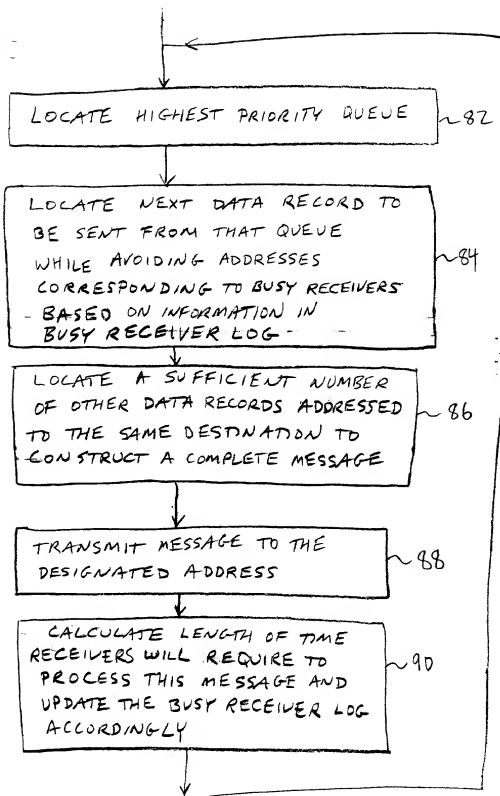 LOCATE HIGHEST PRIORITY QUEUE
82
LOCATE NEXT DATA RECORD TO
BE SENT FROM THAT QUEUE
WHILE AVOIDING ADDRESSES
CORRESPONDING TO BUSY RECEIVERS
BASED ON INFORMATION IN
BUSY RECEIVER LOG
84
LOCATE A SUFFICIENT NUMBER
OF OTHER DATA RECORDS ADDRESSED
TO THE SAME DESTINATION TO
CONSTRUCT A COMPLETE MESSAGE
86
TRANSMIT MESSAGE TO THE
DESIGNATED ADDRESS
88
CALCULATE LENGTH OF TIME
RECEIVERS WILL REQUIRE TO
PROCESS THIS MESSAGE AND
UPDATE THE BUSY RECEIVER LOG
ACCORDINGLY
90